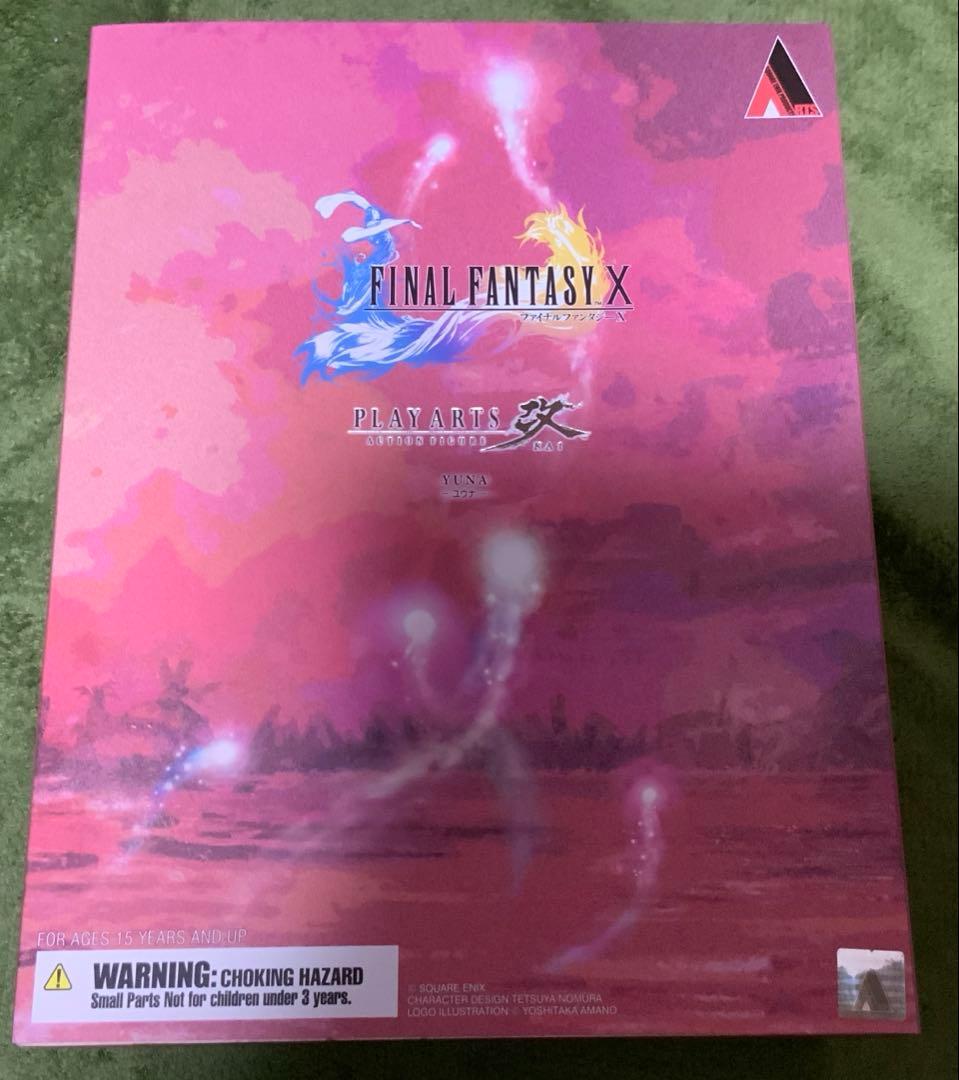 ARTS
FINAL FANTASY X
ファイナルファンタジーX
PLAY ARTS 改
ACTION FIGURE KAI
YUNA
-ユウナ-
FOR AGES 15 YEARS AND UP
WARNING: CHOKING HAZARD
Small Parts Not for children under 3 years.
© SQUARE ENIX
CHARACTER DESIGN TETSUYA NOMURA
LOGO ILLUSTRATION © YOSHITAKA AMANO